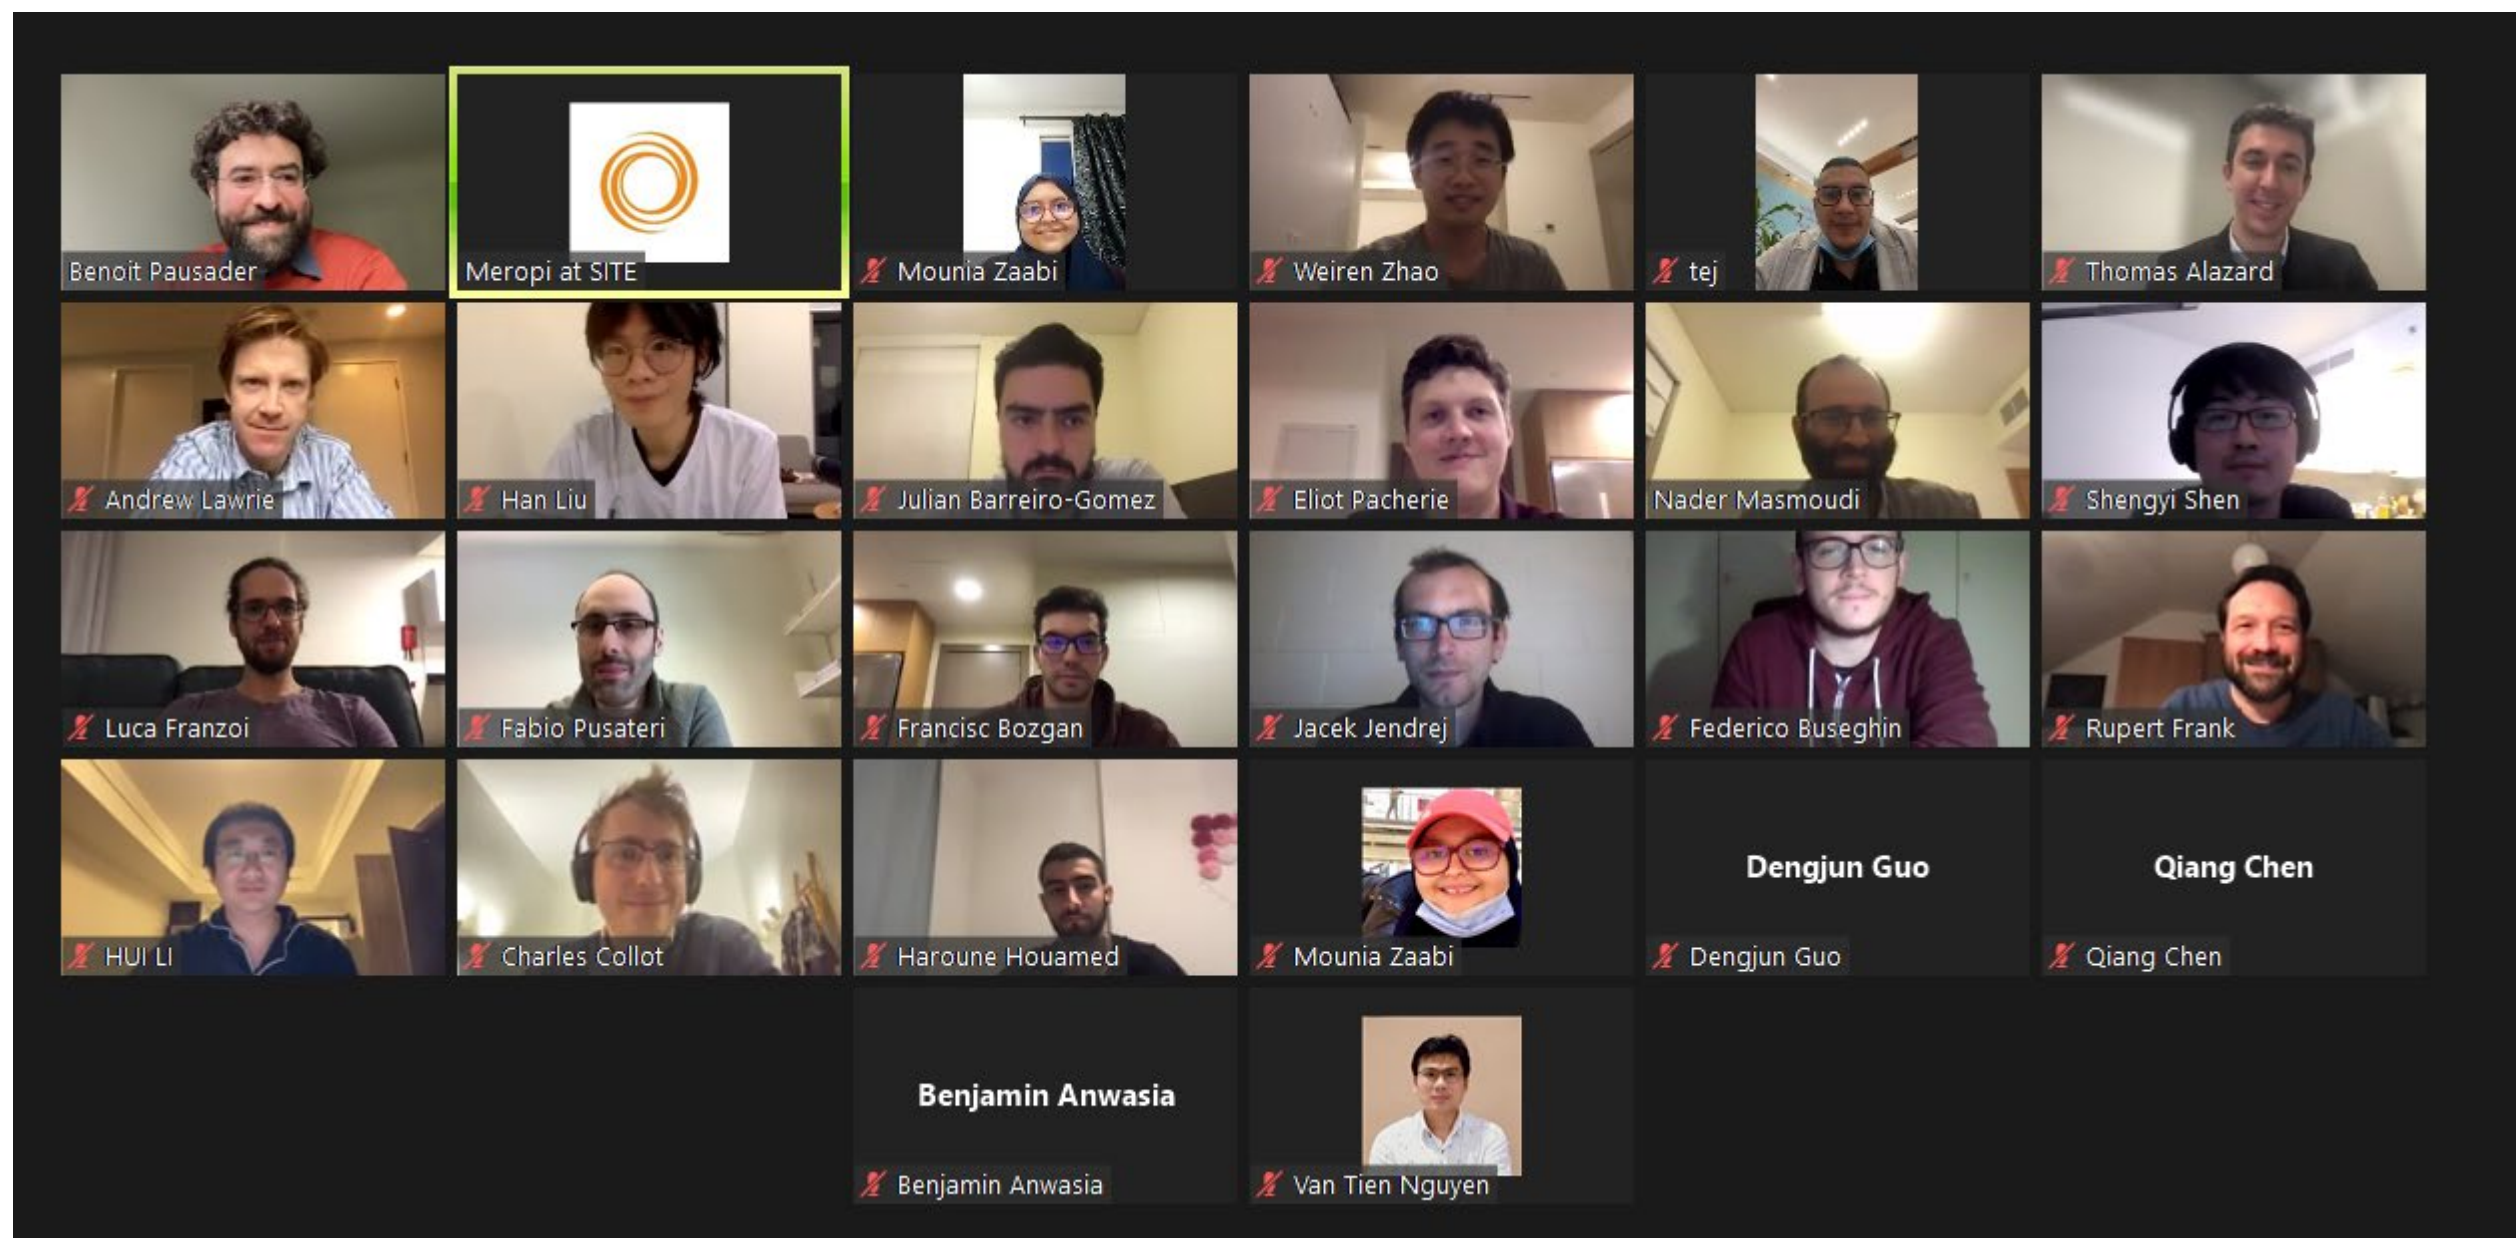 Benoit Pausader
Meropi at SITE
Mounia Zaabi
Weiren Zhao
tej
Thomas Alazard
Andrew Lawrie
Han Liu
Julian Barreiro-Gomez
Eliot Pacherie
Nader Masmoudi
Shengyi Shen
Luca Franzoi
Fabio Pusateri
Francisc Bozgan
Jacek Jendrej
Federico Buseghin
Rupert Frank
HUI LI
Charles Collot
Haroune Houamed
Mounia Zaabi
Dengjun Guo
Dengjun Guo
Qiang Chen
Qiang Chen
Benjamin Anwasia
Benjamin Anwasia
Van Tien Nguyen